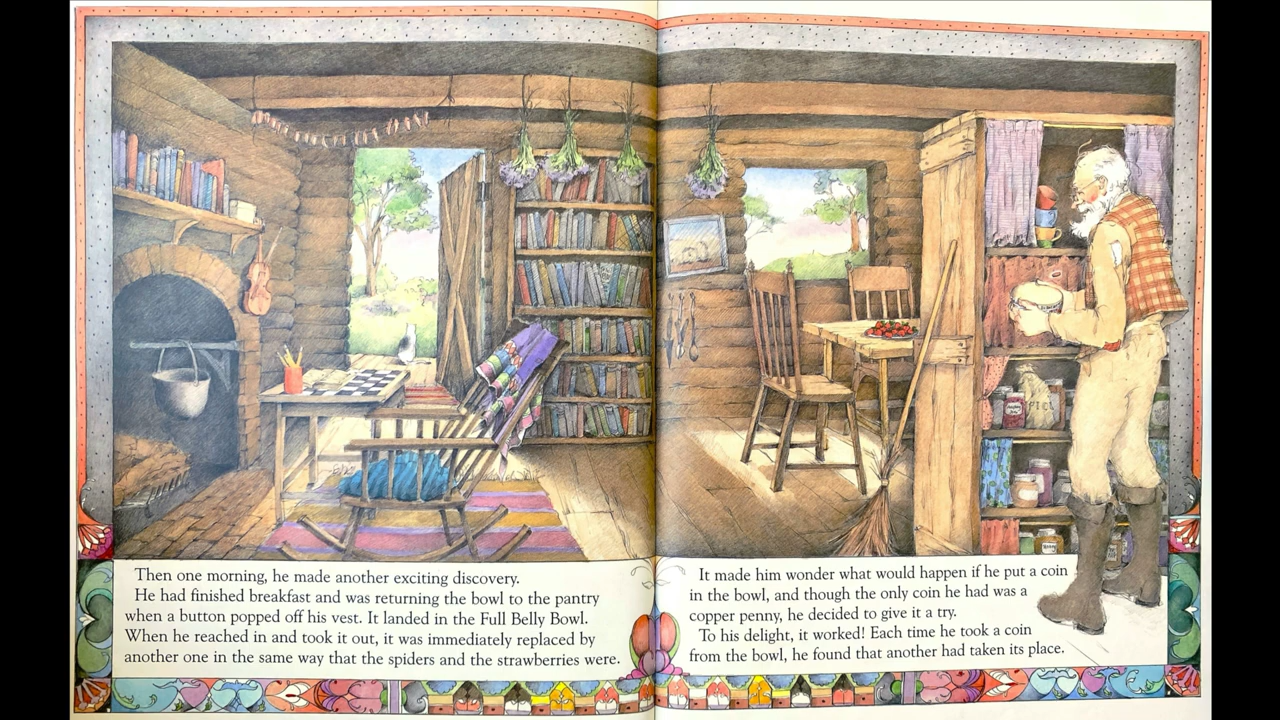 Then one morning, he made another exciting discovery.
He had finished breakfast and was returning the bowl to the pantry
when a button popped off his vest. It landed in the Full Belly Bowl.
When he reached in and took it out, it was immediately replaced by
another one in the same way that the spiders and the strawberries were.
It made him wonder what would happen if he put a coin
in the bowl, and though the only coin he had was a
copper penny, he decided to give it a try.
To his delight, it worked! Each time he took a coin
from the bowl, he found that another had taken its place.